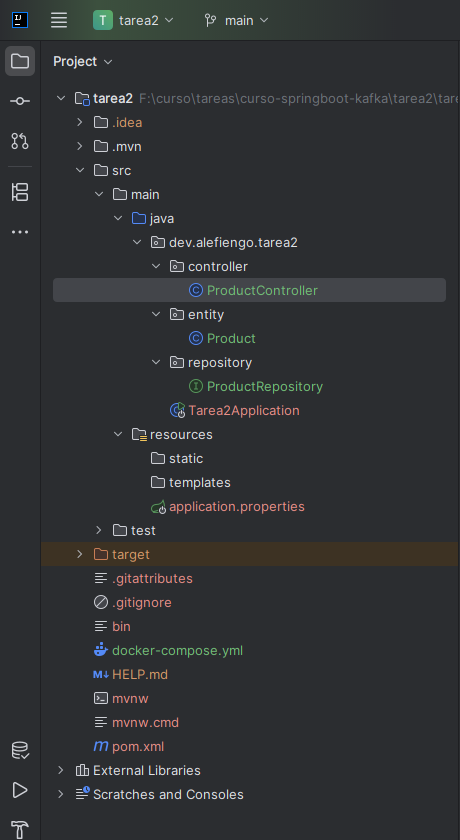 IJ T tarea2 main
Project
tarea2 F:\curso\tareas\curso-springboot-kafka\tarea2\tare
.idea
.mvn
src
main
java
dev.alefiengo.tarea2
controller
C ProductController
entity
C Product
repository
I ProductRepository
C Tarea2Application
resources
static
templates
application.properties
test
target
.gitattributes
.gitignore
bin
docker-compose.yml
M↓ HELP.md
mvnw
mvnw.cmd
m pom.xml
External Libraries
Scratches and Consoles